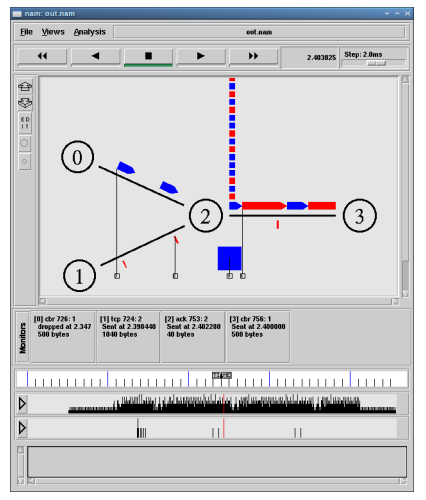 nam: out.nam
File Views Analysis out.nam
2.403825 Step: 2.0ms
E D
I T
0
2
3
1
Monitors
[0] cbr 726: 1
dropped at 2.347
500 bytes
[1] tcp 724: 2
Sent at 2.398440
1040 bytes
[2] ack 753: 2
Sent at 2.402280
40 bytes
[3] cbr 756: 1
Sent at 2.400000
500 bytes